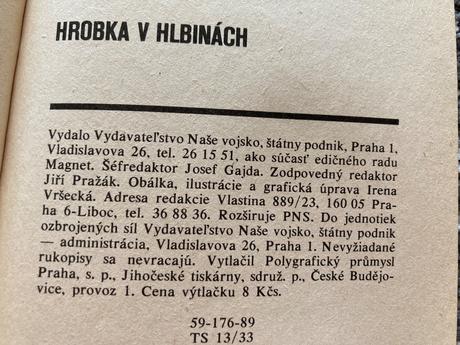 HROBKA V HLBINÁCH
Vydalo Vydavateľstvo Naše vojsko, štátny podnik, Praha 1,
Vladislavova 26, tel. 26 15 51, ako súčasť edičného radu
Magnet. Šéfredaktor Josef Gajda. Zodpovedný redaktor
Jiří Pražák. Obálka, ilustrácie a grafická úprava Irena
Vršecká. Adresa redakcie Vlastina 889/23, 160 05 Pra-
ha 6-Liboc, tel. 36 88 36. Rozširuje PNS. Do jednotiek
ozbrojených síl Vydavateľstvo Naše vojsko, štátny podnik
— administrácia, Vladislavova 26, Praha 1. Nevyžiadané
rukopisy sa nevracajú. Vytlačil Polygrafický průmysl
Praha, s. p., Jihočeské tiskárny, sdruž. p., České Budějo-
vice, provoz 1. Cena výtlačku 8 Kčs.
59-176-89
TS 13/33